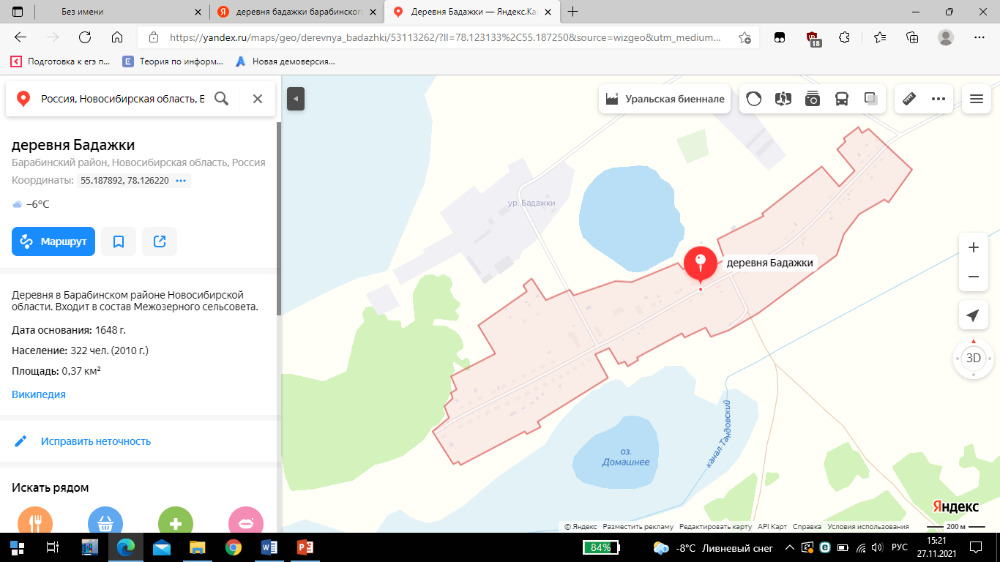 Без имени
деревня бадажки барабинского
Деревня Бадажки — Яндекс.Ка
https://yandex.ru/maps/geo/derevnya_badazhki/53113262/?ll=78.123133%2C55.187250&source=wizgeo&utm_medium...
18
Подготовка к егэ п...
Теория по информ...
Новая демоверсия...
Россия, Новосибирская область, Б
Уральская биеннале
деревня Бадажки
Барабинский район, Новосибирская область, Россия
Координаты: 55.187892, 78.126220
−6°C
Маршрут
Деревня в Барабинском районе Новосибирской
области. Входит в состав Межозерного сельсовета.
Дата основания: 1648 г.
Население: 322 чел. (2010 г.)
Площадь: 0,37 км²
Википедия
Исправить неточность
Искать рядом
ур. Бадажки
деревня Бадажки
3D
канал Тандовский
оз.
Домашнее
Яндекс
© Яндекс Разместить рекламу Редактировать карту API Карт Справка Условия использования 200 м
84%
-8°C Ливневый снег
РУС
15:21
27.11.2021